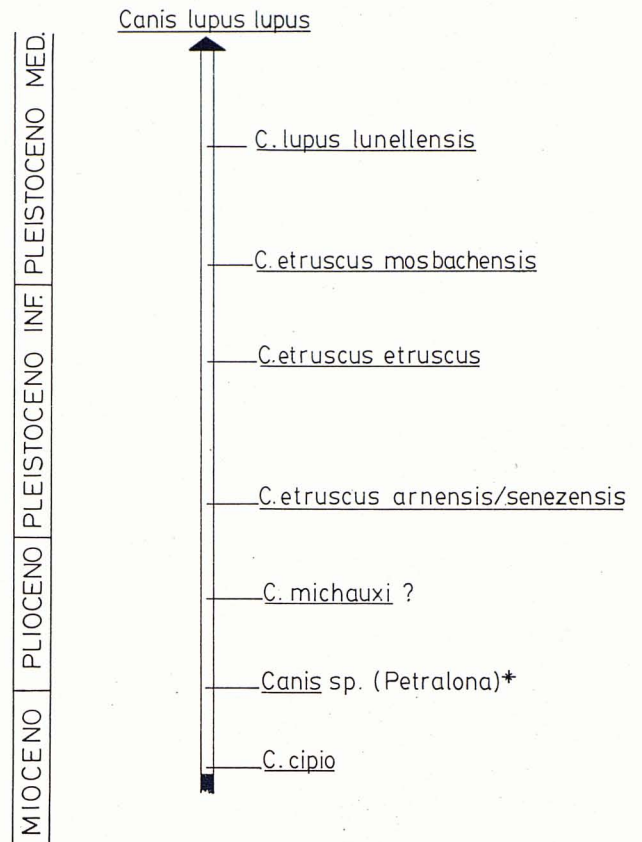 Canis lupus lupus
C. lupus lunellensis
C. etruscus mosbachensis
C. etruscus etruscus
C. etruscus arnensis/senezensis
C. michauxi ?
Canis sp. (Petralona)*
C. cipio
PLEISTOCENO MED.
PLEISTOCENO INF.
PLIOCENO
MIOCENO